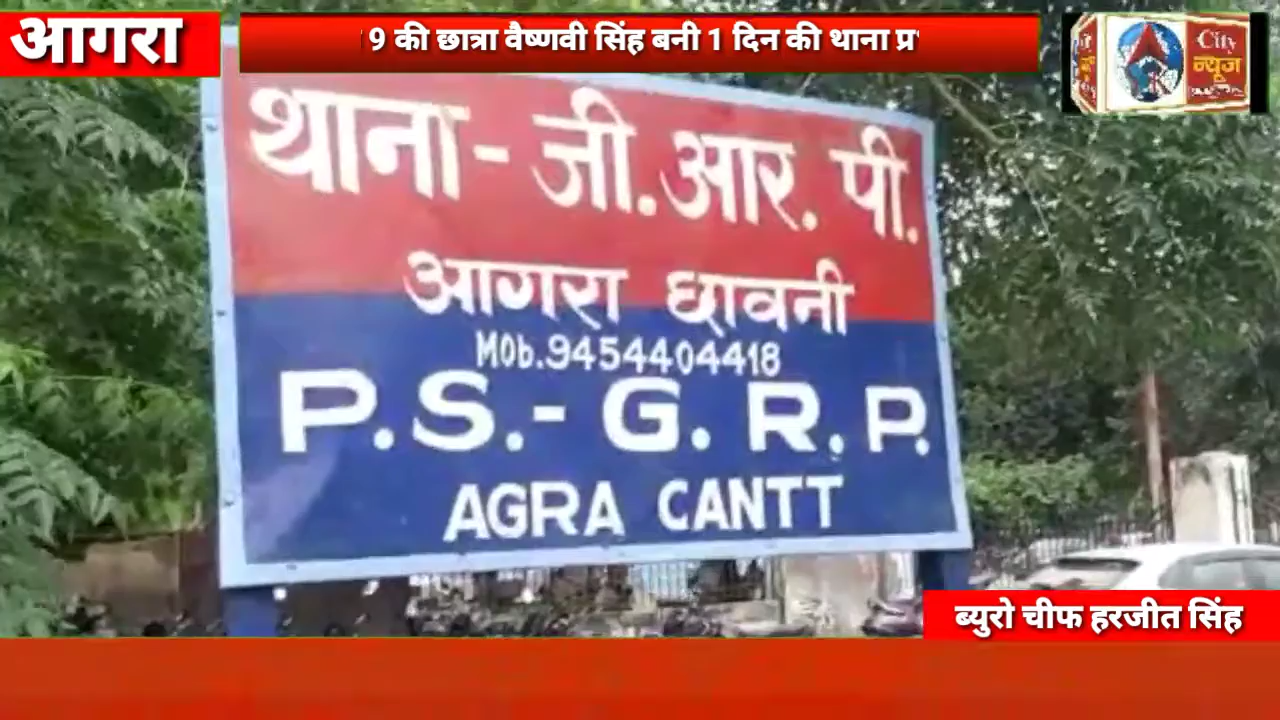 आगरा
9 की छात्रा वैष्णवी सिंह बनी 1 दिन की थाना
City
न्यूज
थाना - जी.आर. पी.
आगरा छावनी
Mob.9454404418
P.S.- G. R. P.
AGRA CANTT
ब्युरो चीफ हरजीत सिंह